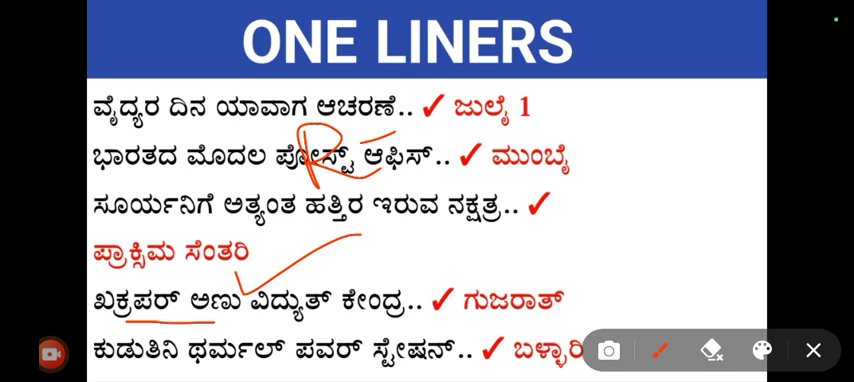 ONE LINERS
ವೈದ್ಯರ ದಿನ ಯಾವಾಗ ಆಚರಣೆ.. ✓ ಜುಲೈ 1
ಭಾರತದ ಮೊದಲ ಪೋಸ್ಟ್ ಆಫಿಸ್.. ✓ ಮುಂಬೈ
ಸೂರ್ಯನಿಗೆ ಅತ್ಯಂತ ಹತ್ತಿರ ಇರುವ ನಕ್ಷತ್ರ.. ✓
ಪ್ರಾಕ್ಸಿಮ ಸೆಂತರಿ
ಖಕ್ರಪರ್ ಅಣು ವಿದ್ಯುತ್ ಕೇಂದ್ರ.. ✓ ಗುಜರಾತ್
ಕುಡುತಿನಿ ಥರ್ಮಲ್ ಪವರ್ ಸ್ಟೇಷನ್.. ✓ ಬಳ್ಳಾರಿ